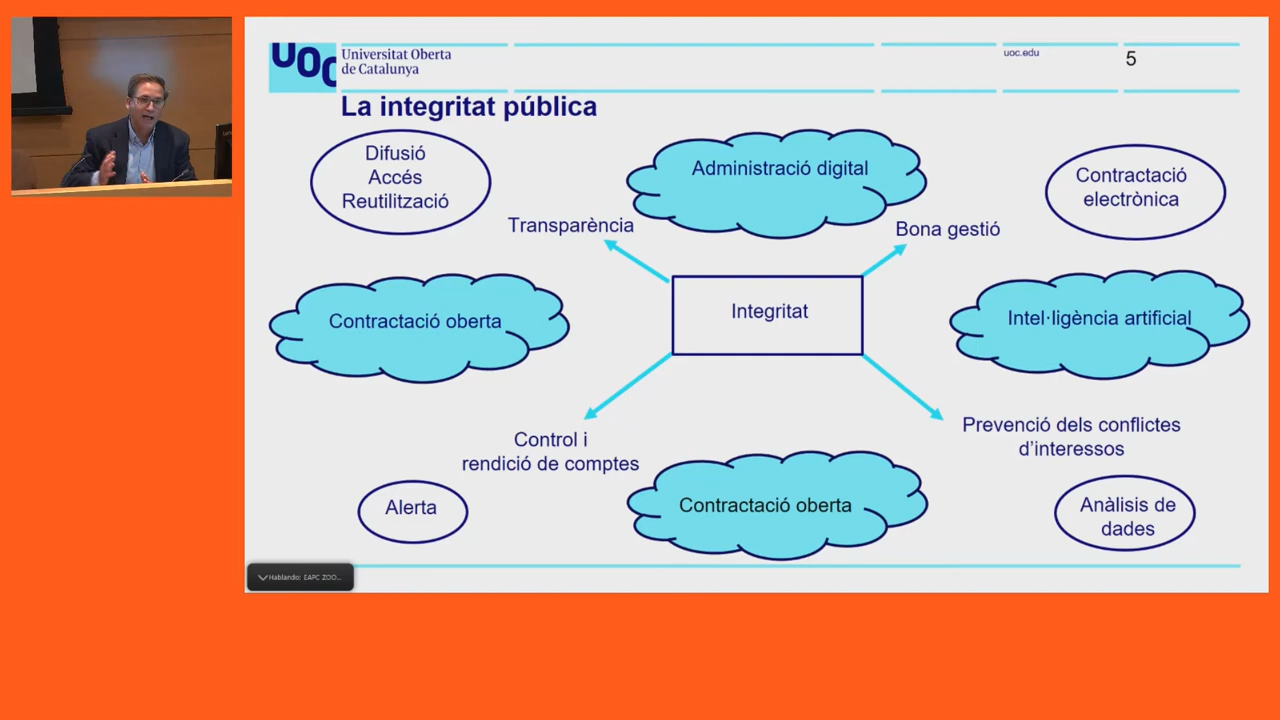 UOC
Universitat Oberta
de Catalunya
uoc.edu
5
La integritat pública
Difusió
Accés
Reutilització
Administració digital
Contractació
electrònica
Transparència
Bona gestió
Contractació oberta
Integritat
Intel·ligència artificial
Control i
rendició de comptes
Prevenció dels conflictes
d'interessos
Alerta
Contractació oberta
Anàlisis de
dades
Hablando: EAPC ZOO...